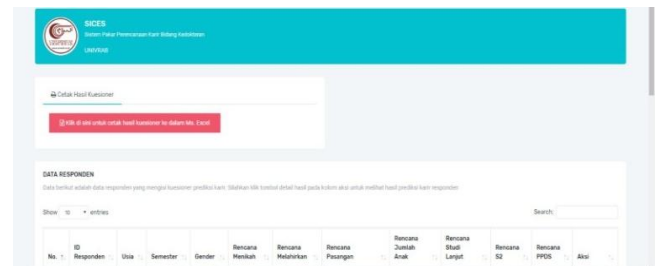 SICES
Sistem Pakar Perencanaan Karir Bidang Kedokteran
UNIVRAB
Cetak Hasil Kuesioner
Klik di sini untuk cetak hasil kuesioner ke dalam Ms. Excel
DATA RESPONDEN
Data berikut adalah data responden yang mengisi kuesioner prediksi karir. Silahkan klik tombol detail hasil pada kolom aksi untuk melihat hasil prediksi karir responden
Show 10 entries
Search:
No. ID Responden Usia Semester Gender Rencana Menikah Rencana Melahirkan Rencana Pasangan Rencana Jumlah Anak Rencana Studi Lanjut Rencana S2 Rencana PPDS Aksi